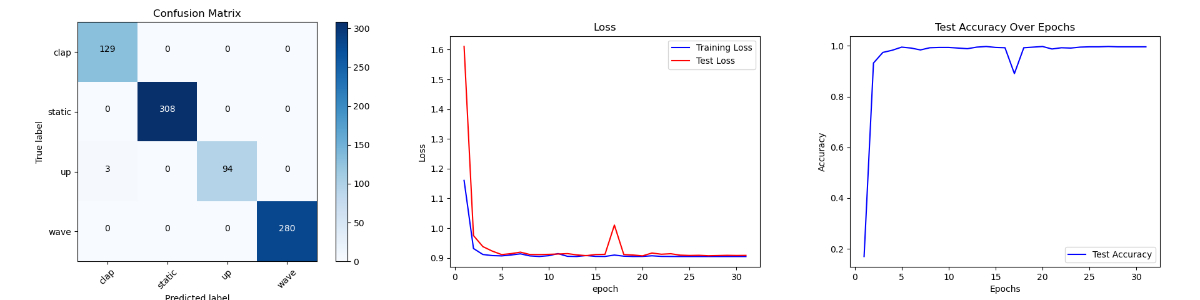 Confusion Matrix
clap
static
up
wave
True label
129 0 0 0
0 308 0 0
3 0 94 0
0 0 0 280
clap static up wave
Predicted label
300
250
200
150
100
50
0
Loss
Training Loss
Test Loss
1.6
1.5
1.4
1.3
1.2
1.1
1.0
0.9
Loss
0 5 10 15 20 25 30
epoch
Test Accuracy Over Epochs
1.0
0.8
0.6
0.4
0.2
Accuracy
Test Accuracy
0 5 10 15 20 25 30
Epochs